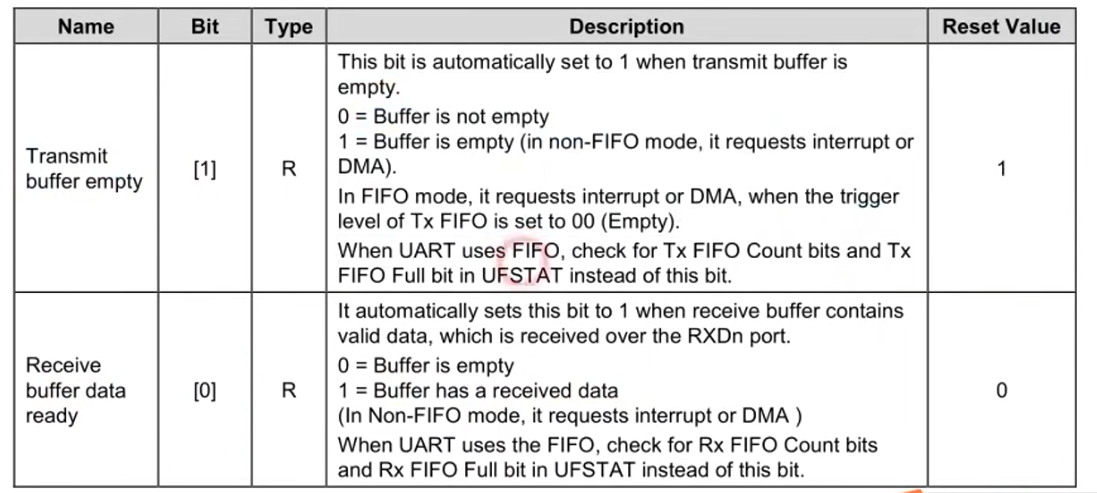 Name Bit Type Description Reset Value
Transmit
buffer empty
[1]
R
This bit is automatically set to 1 when transmit buffer is
empty.
0 = Buffer is not empty
1 = Buffer is empty (in non-FIFO mode, it requests interrupt or
DMA).
In FIFO mode, it requests interrupt or DMA, when the trigger
level of Tx FIFO is set to 00 (Empty).
When UART uses FIFO, check for Tx FIFO Count bits and Tx
FIFO Full bit in UFSTAT instead of this bit.
1
Receive
buffer data
ready
[0]
R
It automatically sets this bit to 1 when receive buffer contains
valid data, which is received over the RXDn port.
0 = Buffer is empty
1 = Buffer has a received data
(In Non-FIFO mode, it requests interrupt or DMA )
When UART uses the FIFO, check for Rx FIFO Count bits
and Rx FIFO Full bit in UFSTAT instead of this bit.
0